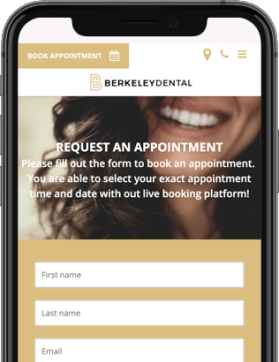 BOOK APPOINTMENT
BERKELEYDENTAL
REQUEST AN APPOINTMENT
Please fill out the form to book an appointment.
You are able to select your exact appointment
time and date with out live booking platform!
First name
Last name
Email